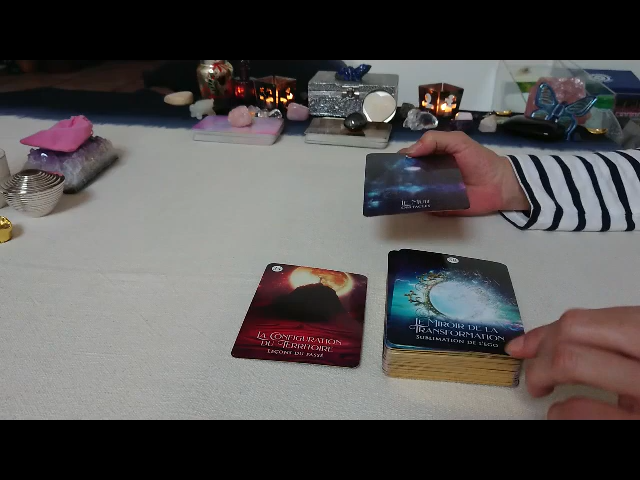 LA CONFIGURATION
DU TERRITOIRE
LEÇONS DU PASSÉ
LE MIROIR DE LA
TRANSFORMATION
SUBLIMATION DE L'EGO